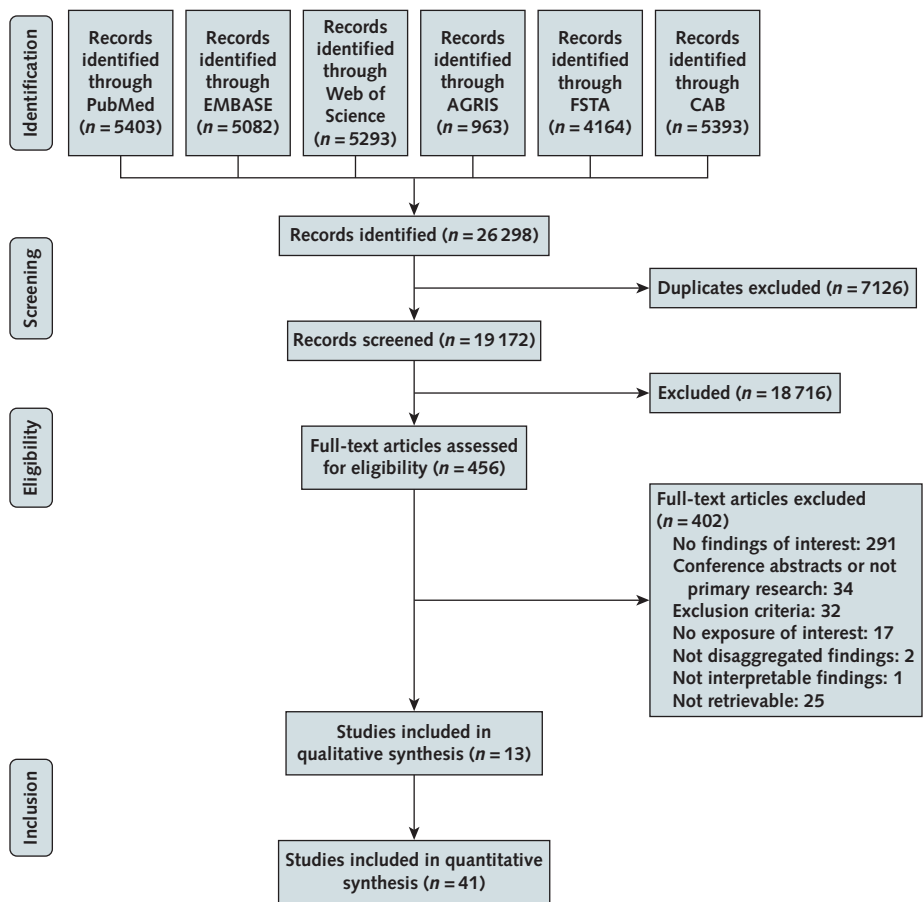 Identification
Records
identified
through
PubMed
(n = 5403)
Records
identified
through
EMBASE
(n = 5082)
Records
identified
through
Web of
Science
(n = 5293)
Records
identified
through
AGRIS
(n = 963)
Records
identified
through
FSTA
(n = 4164)
Records
identified
through
CAB
(n = 5393)
Records identified (n = 26 298)
Screening
Duplicates excluded (n = 7126)
Records screened (n = 19 172)
Excluded (n = 18 716)
Eligibility
Full-text articles assessed
for eligibility (n = 456)
Full-text articles excluded
(n = 402)
No findings of interest: 291
Conference abstracts or not
primary research: 34
Exclusion criteria: 32
No exposure of interest: 17
Not disaggregated findings: 2
Not interpretable findings: 1
Not retrievable: 25
Studies included in
qualitative synthesis (n = 13)
Inclusion
Studies included in quantitative
synthesis (n = 41)